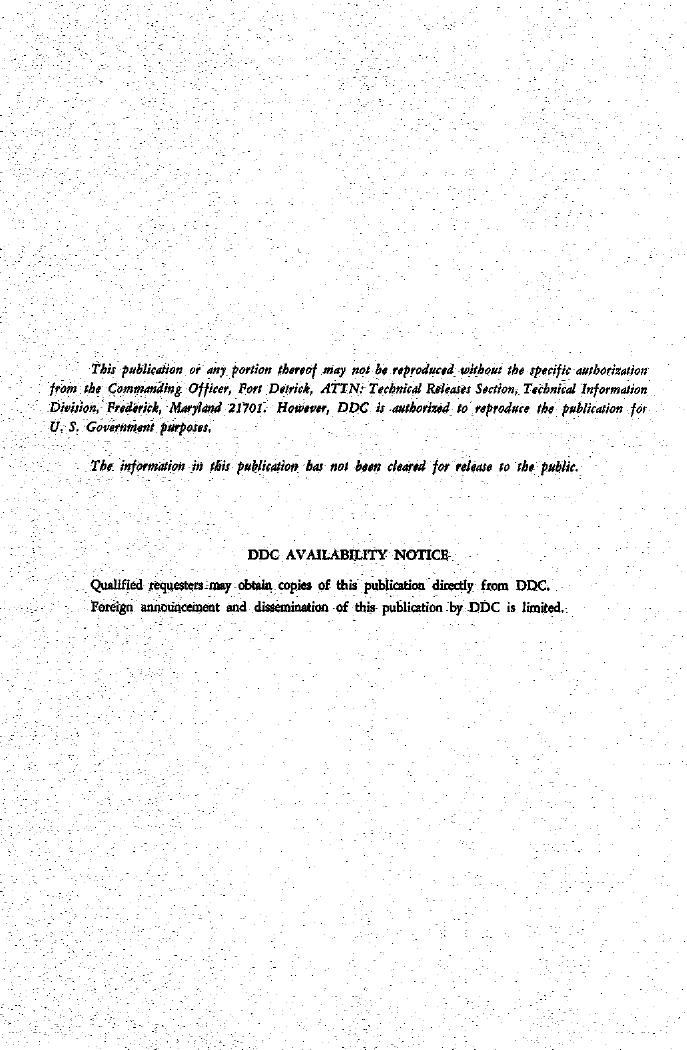 This publication or any portion thereof may not be reproduced without the specific authorization
from the Commanding Officer, Fort Detrick, ATTN: Technical Releases Section, Technical Information
Division, Frederick, Maryland 21701. However, DDC is authorized to reproduce the publication for
U. S. Government purposes.
The information in this publication has not been cleared for release to the public.
DDC AVAILABILITY NOTICE
Qualified requesters may obtain copies of this publication directly from DDC.
Foreign announcement and dissemination of this publication by DDC is limited.